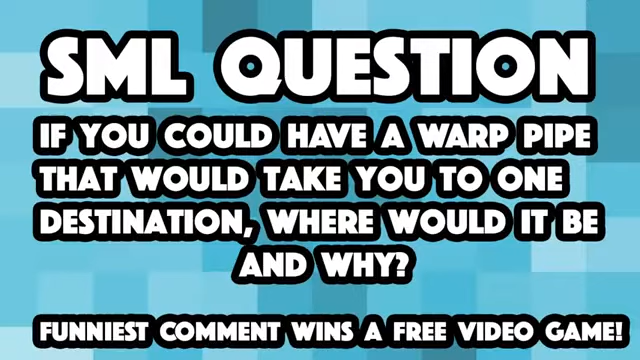 SML QUESTION
IF YOU COULD HAVE A WARP PIPE
THAT WOULD TAKE YOU TO ONE
DESTINATION, WHERE WOULD IT BE
AND WHY?
FUNNIEST COMMENT WINS A FREE VIDEO GAME!